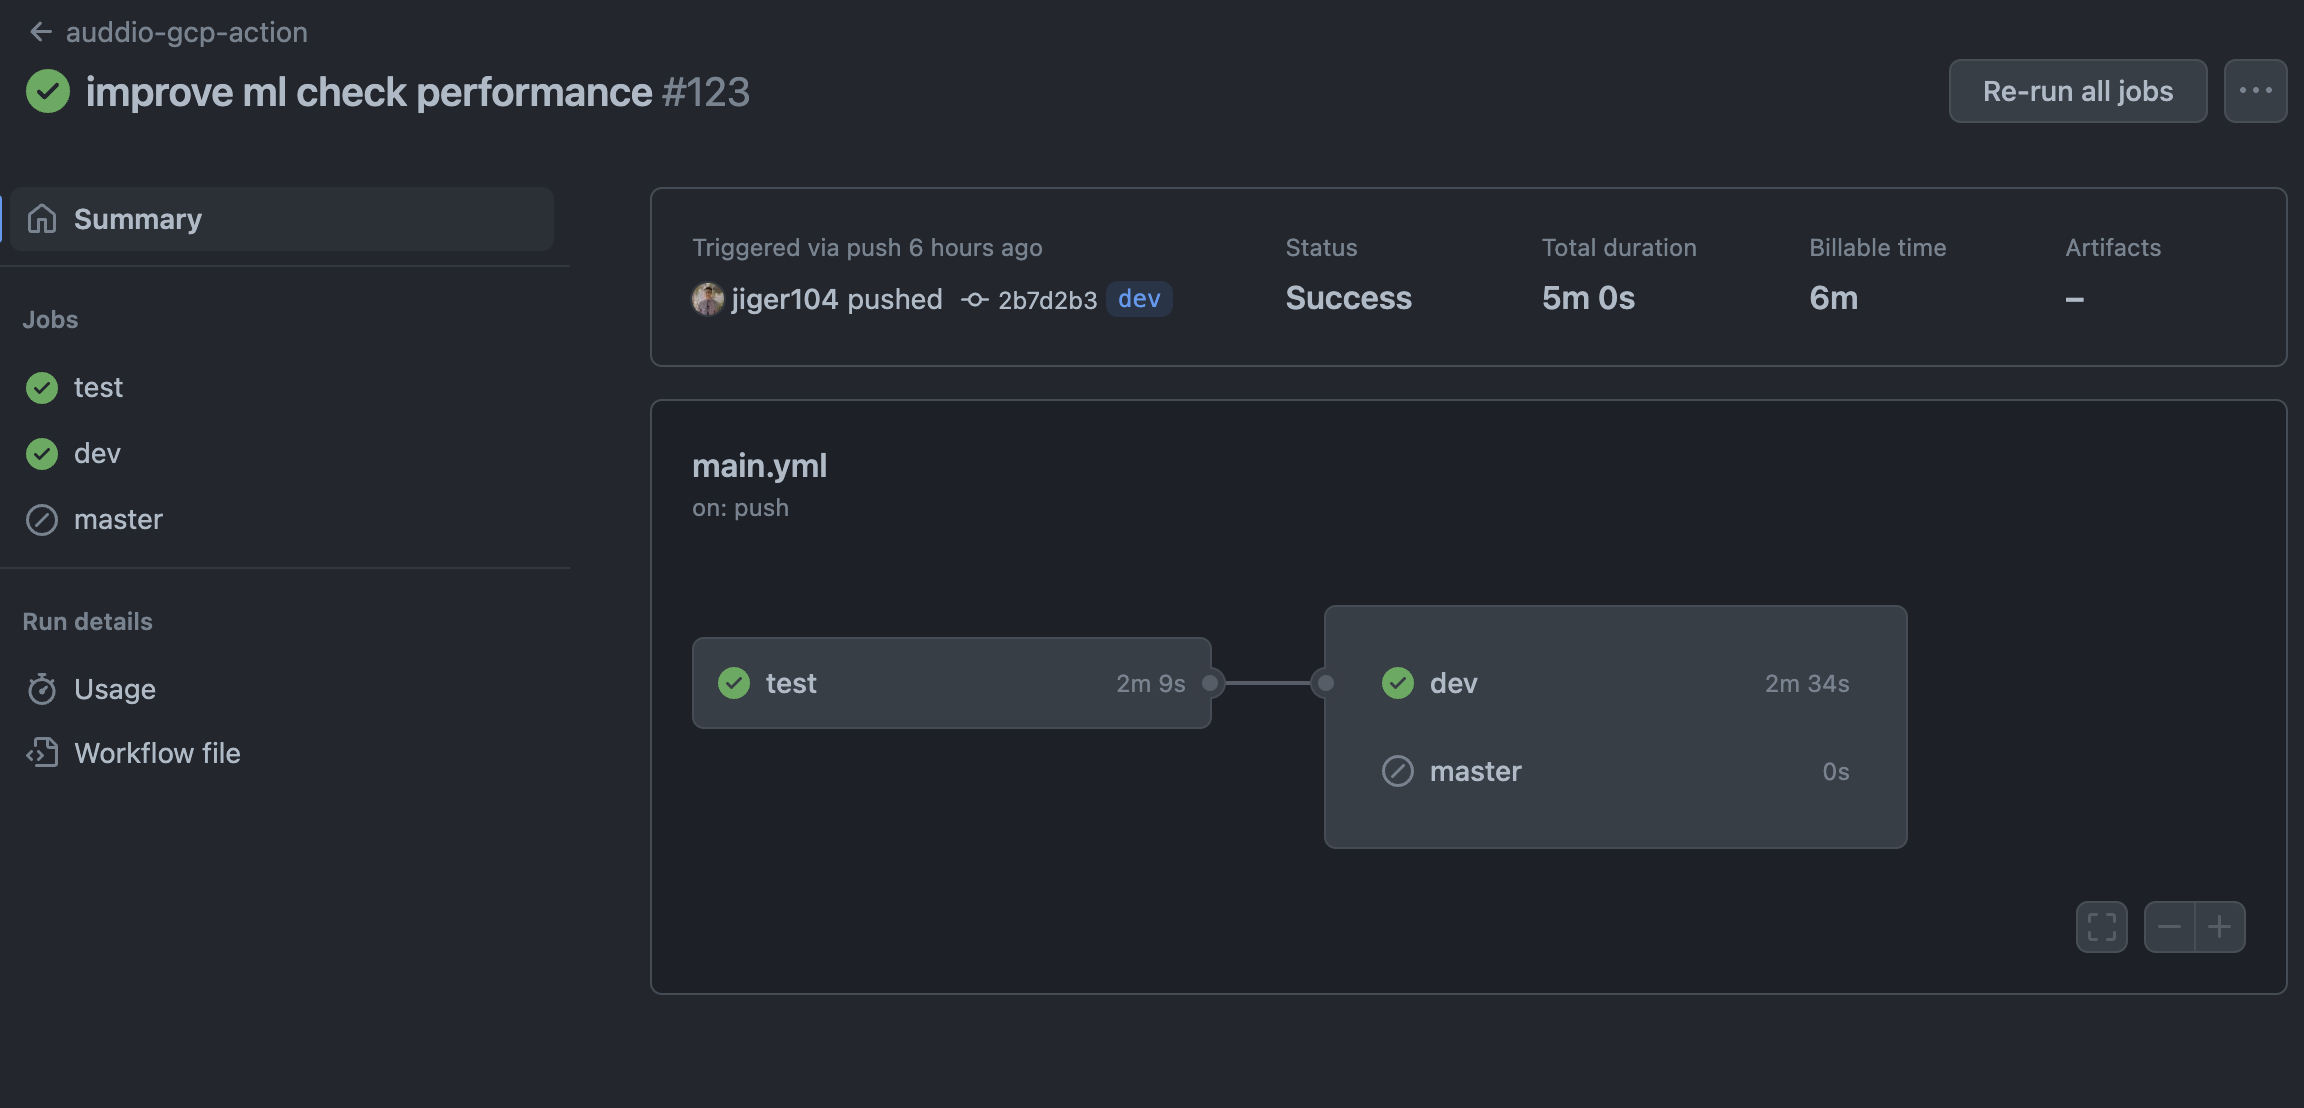 auddio-gcp-action
improve ml check performance #123
Re-run all jobs
Summary
Jobs
test
dev
master
Run details
Usage
Workflow file
Triggered via push 6 hours ago
jiger104 pushed 2b7d2b3 dev
Status
Success
Total duration
5m 0s
Billable time
6m
Artifacts
–
main.yml
on: push
test 2m 9s
dev 2m 34s
master 0s